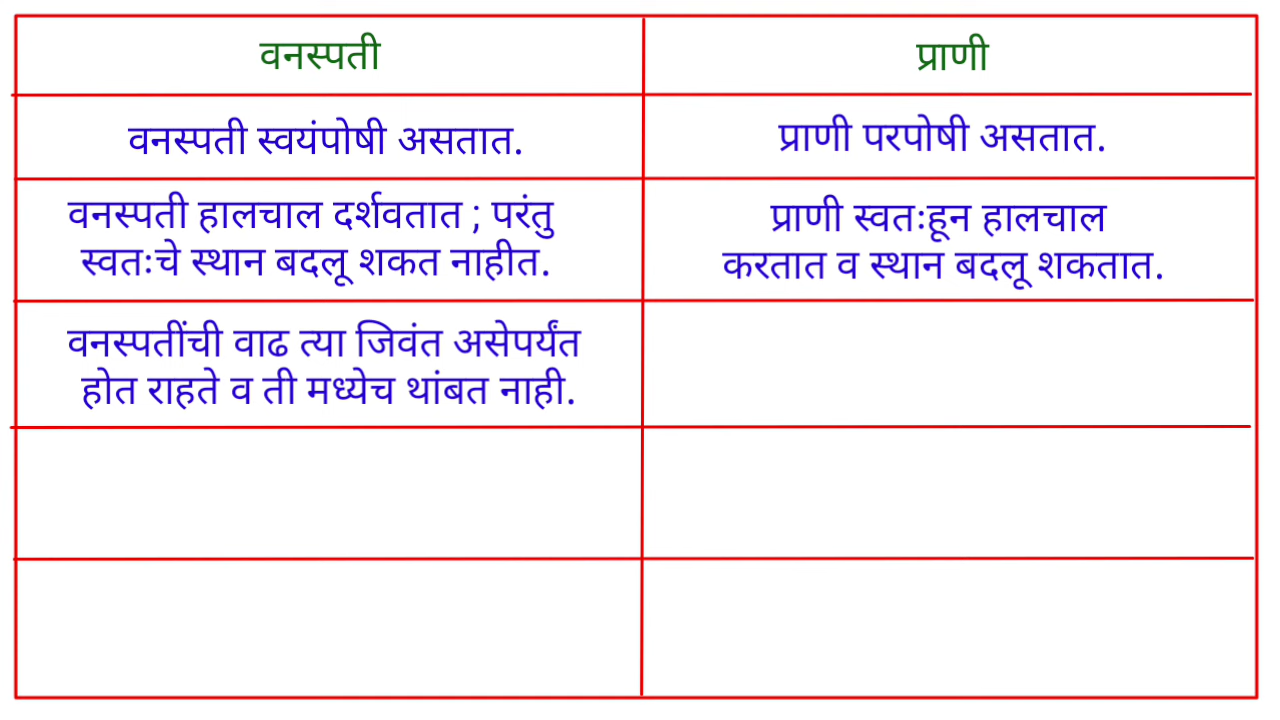 वनस्पती
प्राणी
वनस्पती स्वयंपोषी असतात.
प्राणी परपोषी असतात.
वनस्पती हालचाल दर्शवतात ; परंतु
स्वतःचे स्थान बदलू शकत नाहीत.
प्राणी स्वतःहून हालचाल
करतात व स्थान बदलू शकतात.
वनस्पतींची वाढ त्या जिवंत असेपर्यंत
होत राहते व ती मध्येच थांबत नाही.